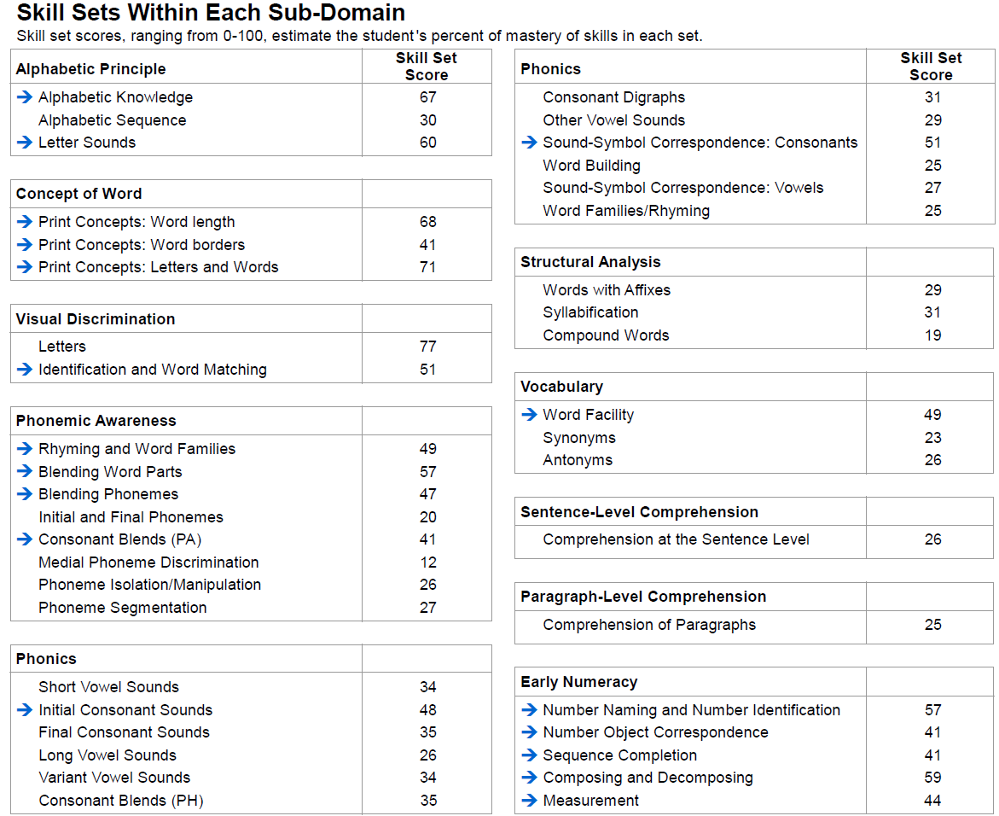 Skill Sets Within Each Sub-Domain
Skill set scores, ranging from 0-100, estimate the student's percent of mastery of skills in each set.
Alphabetic Principle Skill Set Score
Alphabetic Knowledge 67
Alphabetic Sequence 30
Letter Sounds 60
Concept of Word
Print Concepts: Word length 68
Print Concepts: Word borders 41
Print Concepts: Letters and Words 71
Visual Discrimination
Letters 77
Identification and Word Matching 51
Phonemic Awareness
Rhyming and Word Families 49
Blending Word Parts 57
Blending Phonemes 47
Initial and Final Phonemes 20
Consonant Blends (PA) 41
Medial Phoneme Discrimination 12
Phoneme Isolation/Manipulation 26
Phoneme Segmentation 27
Phonics
Short Vowel Sounds 34
Initial Consonant Sounds 48
Final Consonant Sounds 35
Long Vowel Sounds 26
Variant Vowel Sounds 34
Consonant Blends (PH) 35
Phonics Skill Set Score
Consonant Digraphs 31
Other Vowel Sounds 29
Sound-Symbol Correspondence: Consonants 51
Word Building 25
Sound-Symbol Correspondence: Vowels 27
Word Families/Rhyming 25
Structural Analysis
Words with Affixes 29
Syllabification 31
Compound Words 19
Vocabulary
Word Facility 49
Synonyms 23
Antonyms 26
Sentence-Level Comprehension
Comprehension at the Sentence Level 26
Paragraph-Level Comprehension
Comprehension of Paragraphs 25
Early Numeracy
Number Naming and Number Identification 57
Number Object Correspondence 41
Sequence Completion 41
Composing and Decomposing 59
Measurement 44